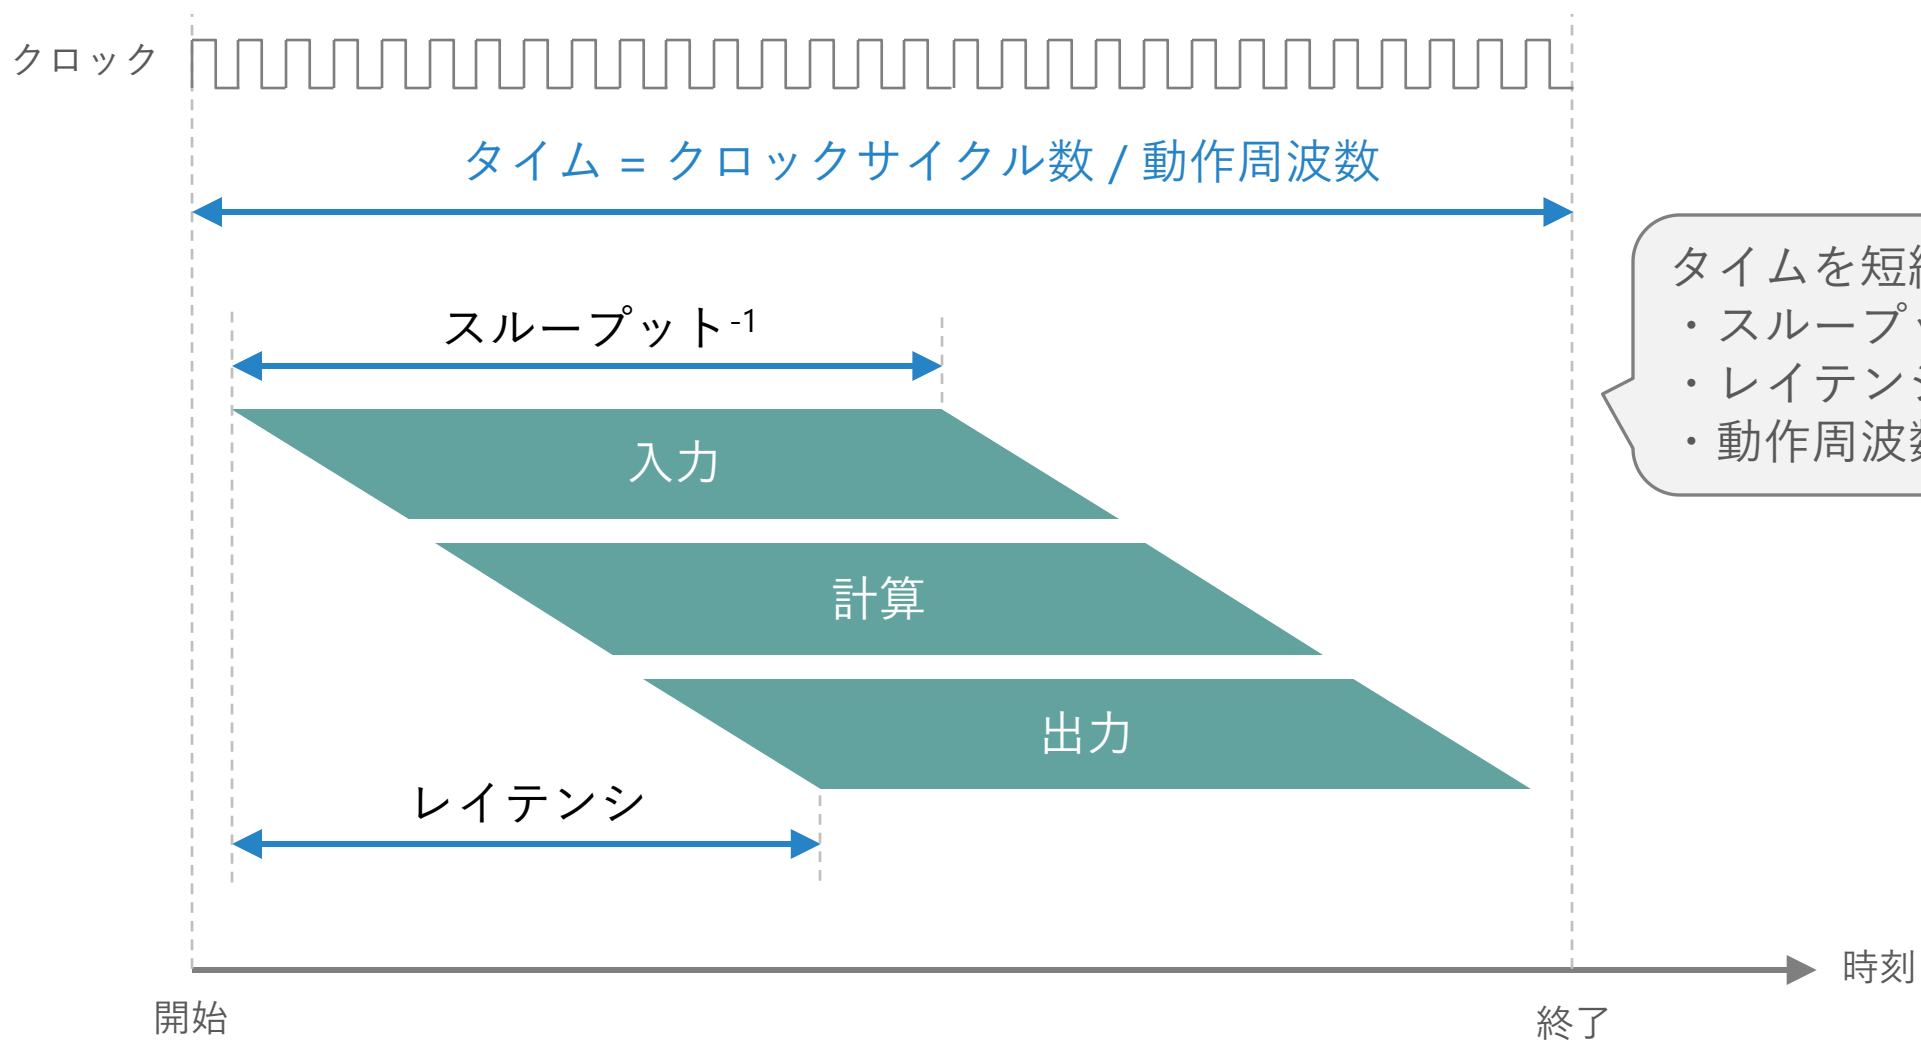 クロック
タイム = クロックサイクル数 / 動作周波数
タイムを短
・スループ
スループット-1
・レイテン
・動作周波
入力
計算
出力
レイテンシ
時刻
開始
終了